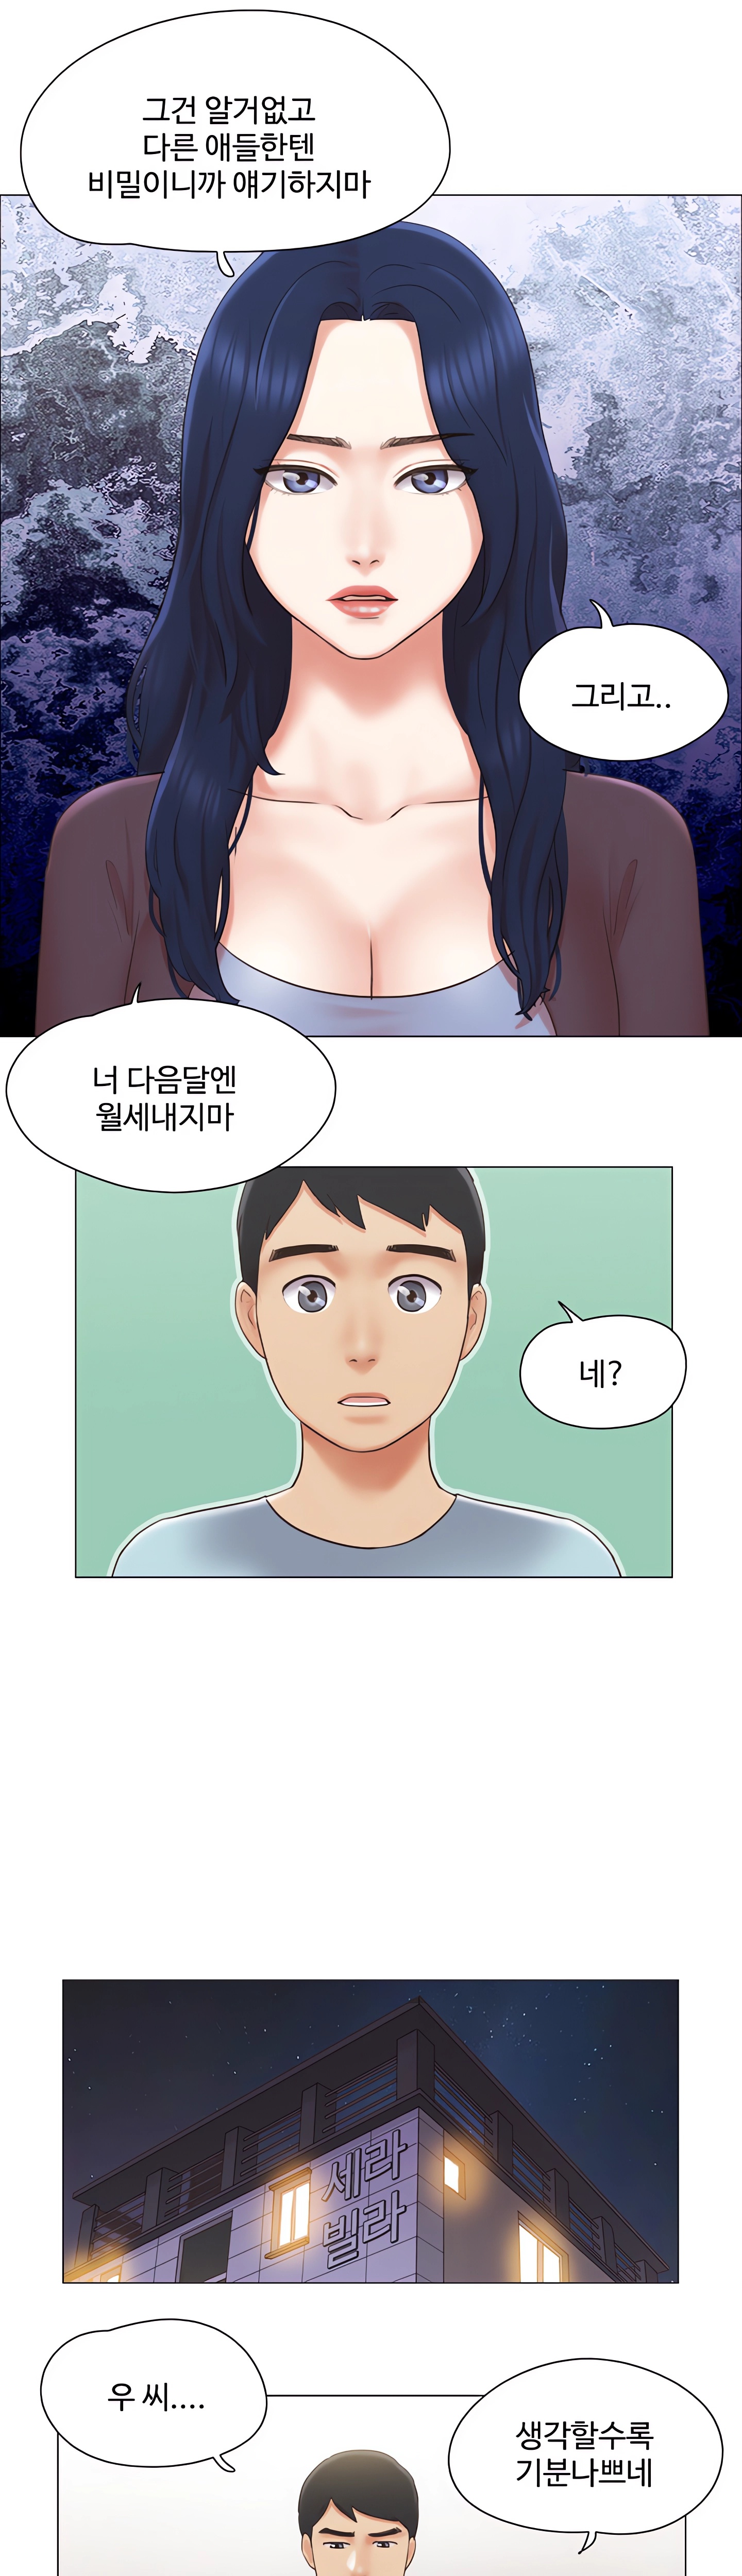 그건 알거없고
다른 애들한텐
비밀이니까 얘기하지마
그리고..
너 다음달엔
월세내지마
네?
세라
빌라
우 씨....
생각할수록
기분나쁘네